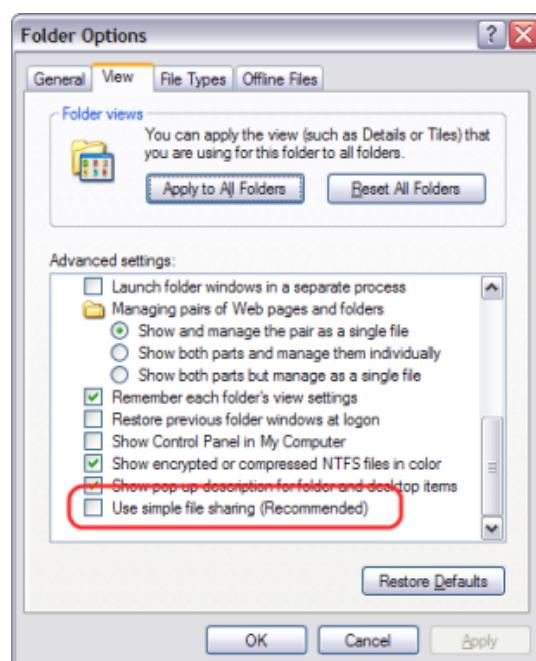 Folder Options
General View File Types Offline Files
Folder views
You can apply the view (such as Details or Tiles) that
you are using for this folder to all folders.
Apply to All Folders Reset All Folders
Advanced settings:
Launch folder windows in a separate process
Managing pairs of Web pages and folders
Show and manage the pair as a single file
Show both parts and manage them individually
Show both parts but manage as a single file
Remember each folder's view settings
Restore previous folder windows at logon
Show Control Panel in My Computer
Show encrypted or compressed NTFS files in color
Show pop-up description for folder and desktop items
Use simple file sharing (Recommended)
Restore Defaults
OK Cancel Apply